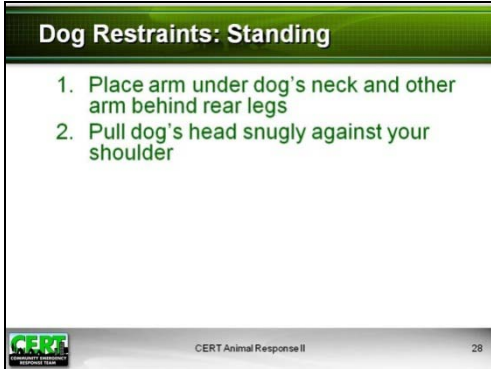 Dog Restraints: Standing
1. Place arm under dog's neck and other
arm behind rear legs
2. Pull dog's head snugly against your
shoulder
CERT
COMMUNITY EMERGENCY
RESPONSE TEAM
CERT Animal Response II
28